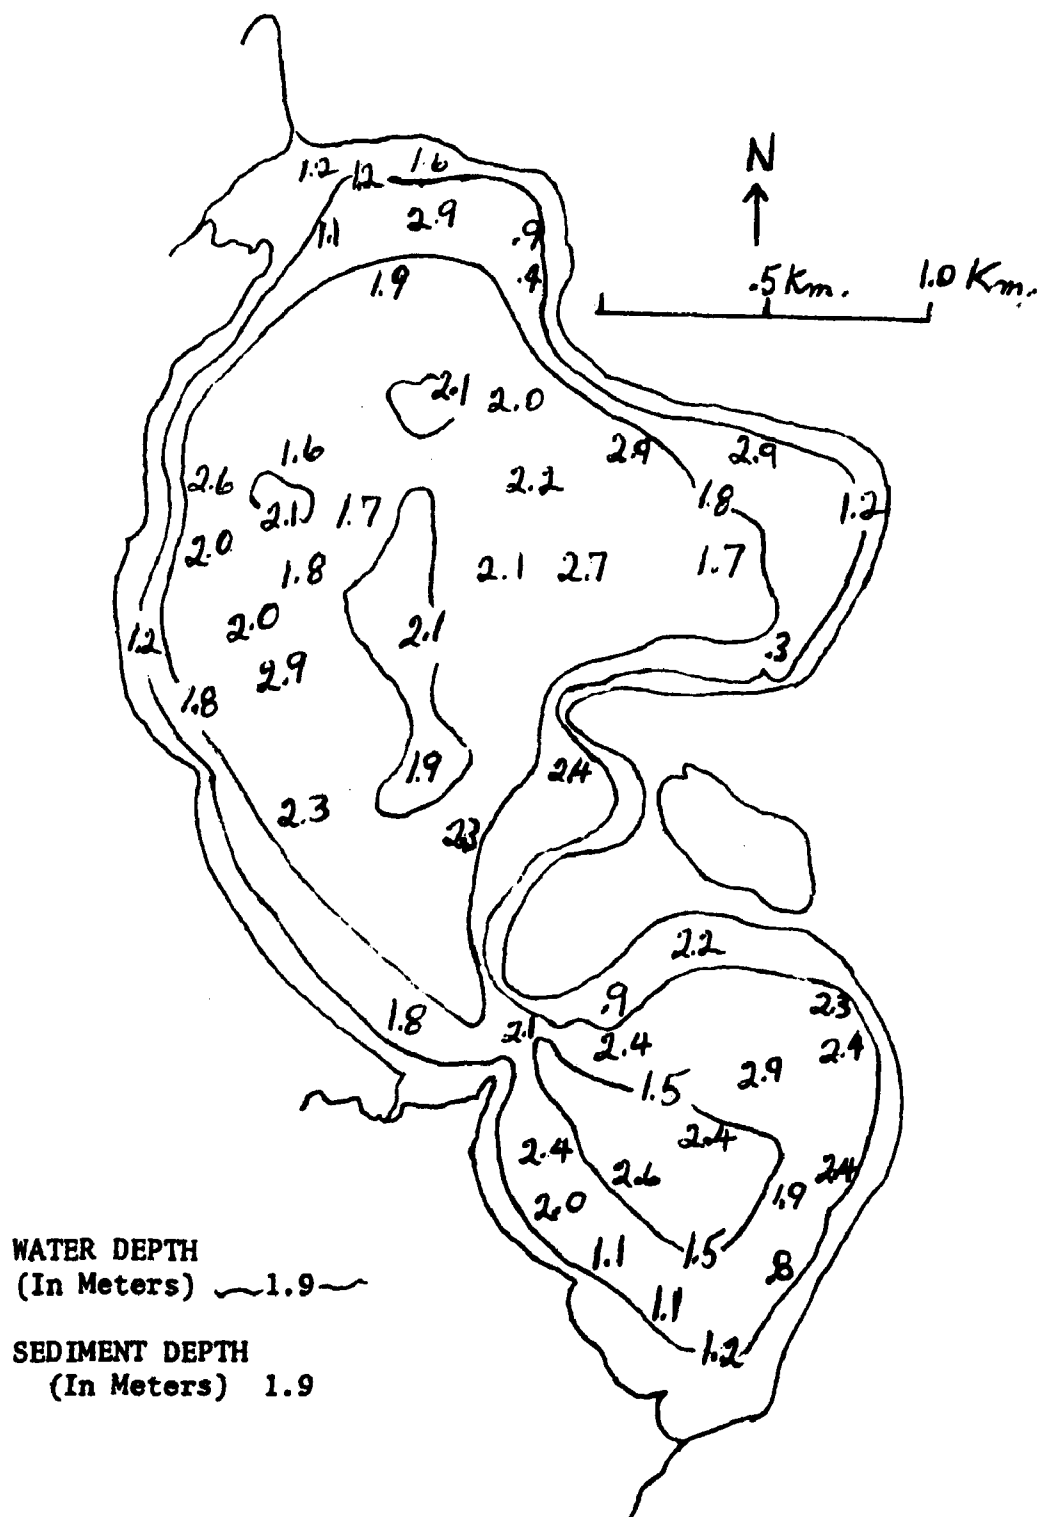 N
.5 Km. 1.0 Km.
1.2 1.2 1.6
1.1 2.9 .9
1.9 .4
2.1 2.0
1.6 2.9 2.9
2.6 2.1 1.7 2.2 1.8 1.2
2.0 1.8 2.1 2.7 1.7
1.2 2.0 2.1 .3
2.9
1.8
1.9 2.4
2.3 2.3
2.2
1.8 2.1 .9 2.3
2.4 2.4
1.5 2.9
2.4 2.6 2.4 2.4
2.0 1.9
1.1 1.5 .8
1.1
1.2
WATER DEPTH
(In Meters) 1.9
SEDIMENT DEPTH
(In Meters) 1.9